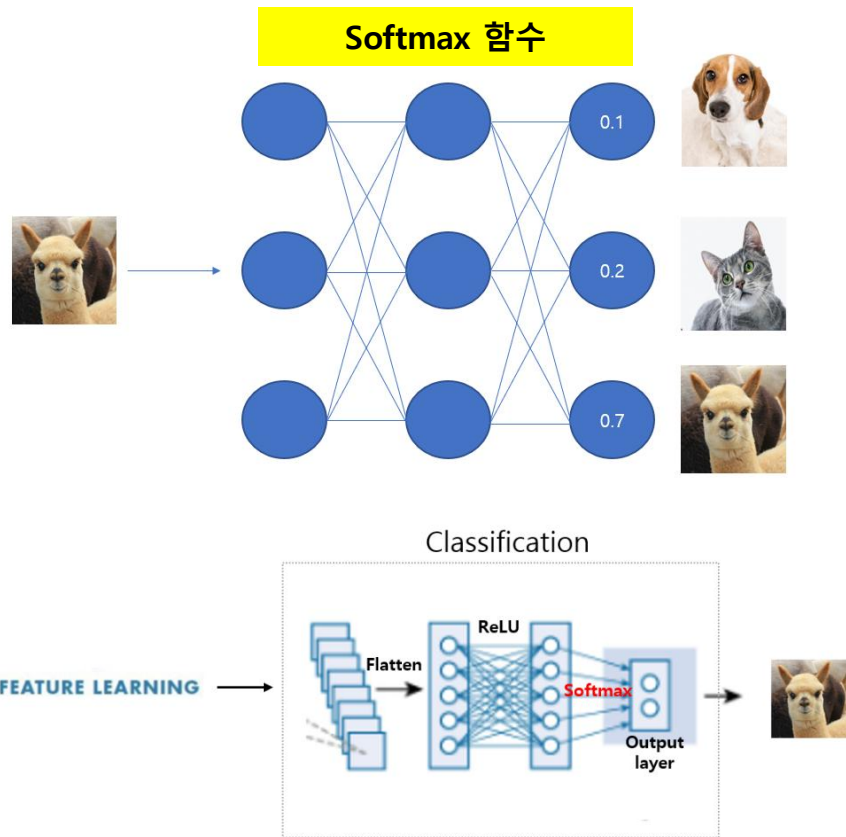 Softmax 함수
0.1
0.2
0.7
Classification
ReLU
Flatten
FEATURE LEARNING
Softmax
Output
layer